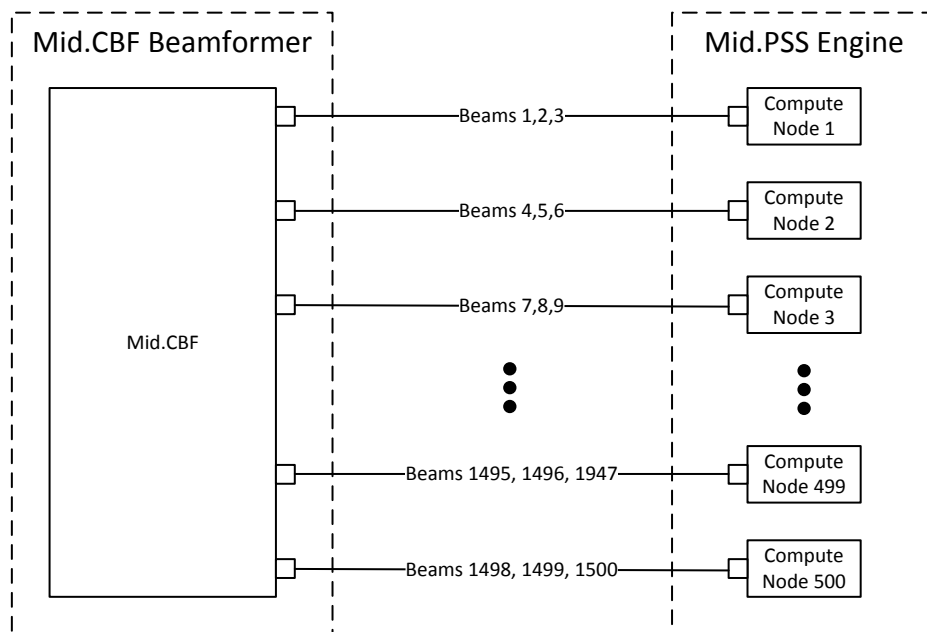 Mid.CBF Beamformer
Mid.PSS Engine
Mid.CBF
Beams 1,2,3
Compute
Node 1
Beams 4,5,6
Compute
Node 2
Beams 7,8,9
Compute
Node 3
Beams 1495, 1496, 1947
Compute
Node 499
Beams 1498, 1499, 1500
Compute
Node 500